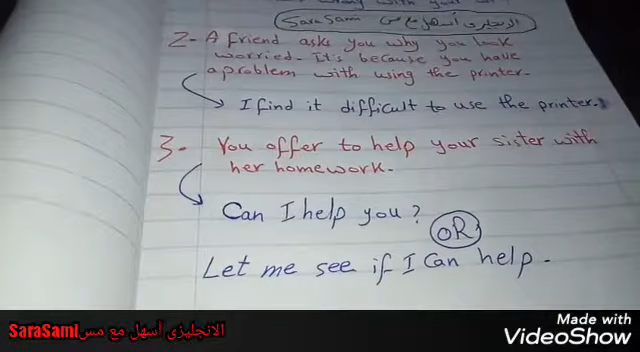 with your
SaraSami الانجليزى أسهل مع مس
2- A friend asks you why you look
worried. It's because you have
a problem with using the printer.
I find it difficult to use the printer.
3- You offer to help your sister with
her homework.
Can I help you?
OR
Let me see if I Can help.
الانجليزى أسهل مع مسSaraSami
Made with
VideoShow